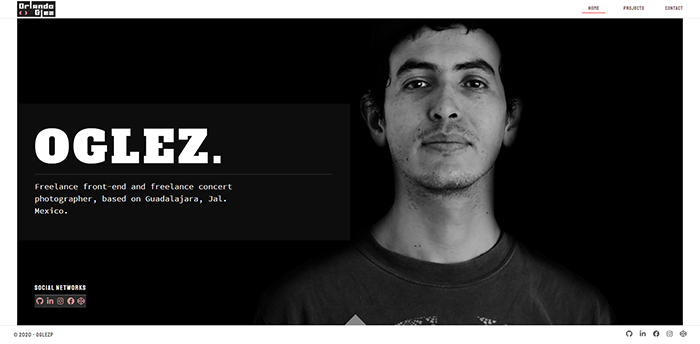 Orlando
Glez
HOME PROJECTS CONTACT
OGLEZ.
Freelance front-end and freelance concert
photographer, based on Guadalajara, Jal.
Mexico.
SOCIAL NETWORKS
© 2020 - OGLEZP